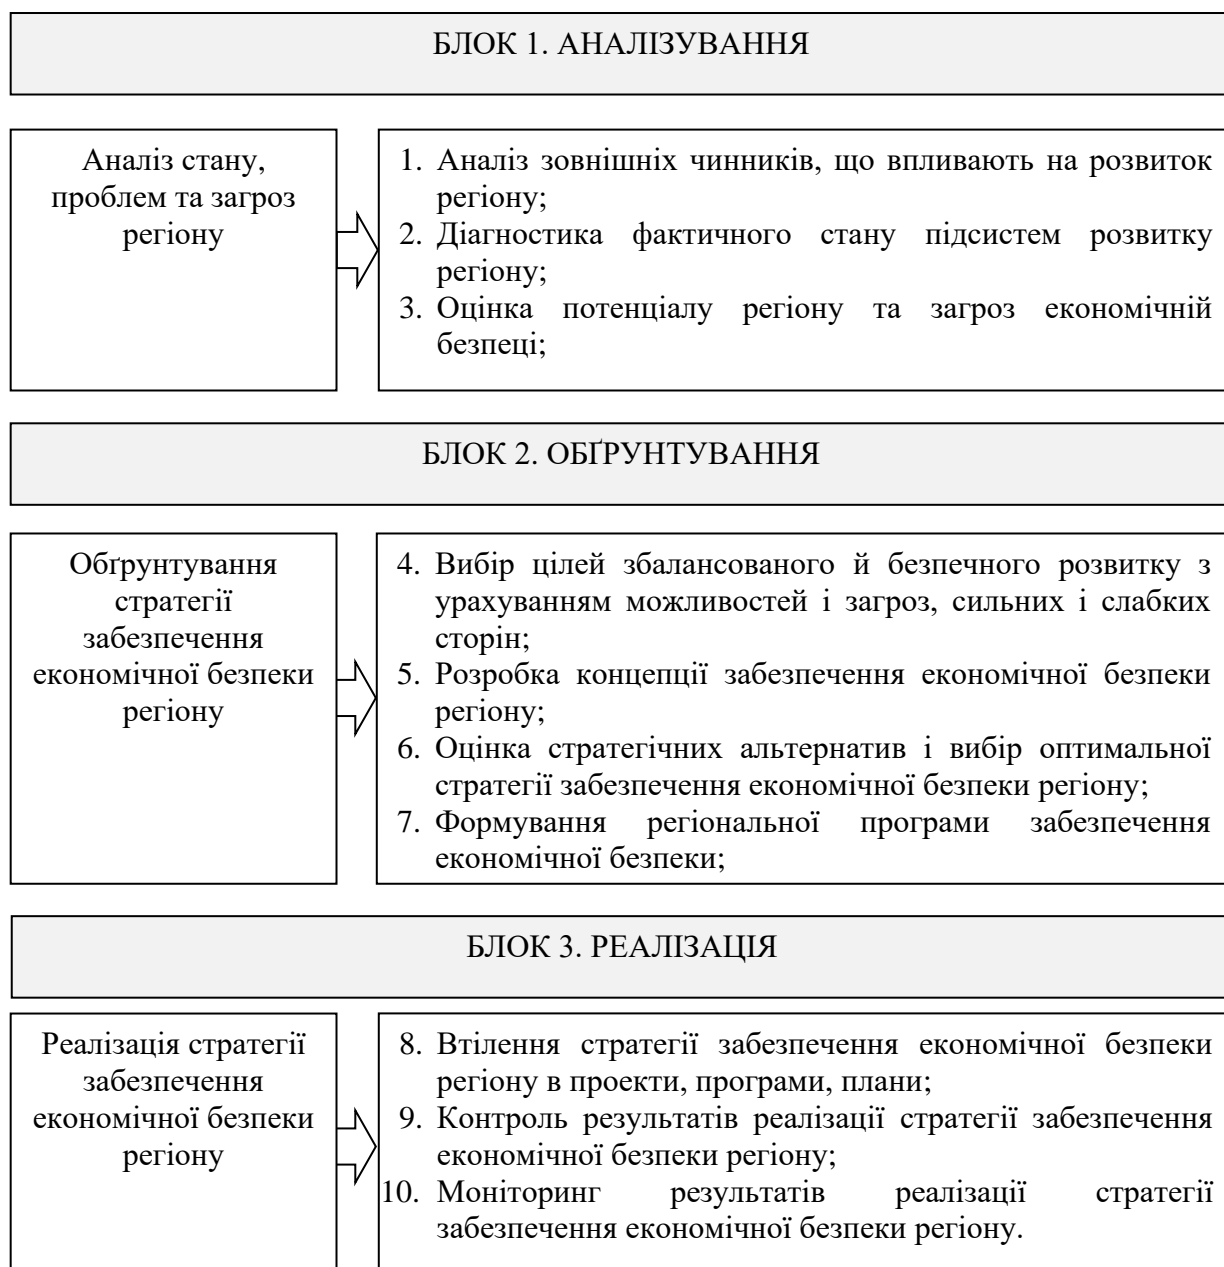 БЛОК 1. АНАЛІЗУВАННЯ
Аналіз стану,
проблем та загроз
регіону
1. Аналіз зовнішніх чинників, що впливають на розвиток
регіону;
2. Діагностика фактичного стану підсистем розвитку
регіону;
3. Оцінка потенціалу регіону та загроз економічній
безпеці;
БЛОК 2. ОБҐРУНТУВАННЯ
Обґрунтування
стратегії
забезпечення
економічної безпеки
регіону
4. Вибір цілей збалансованого й безпечного розвитку з
урахуванням можливостей і загроз, сильних і слабких
сторін;
5. Розробка концепції забезпечення економічної безпеки
регіону;
6. Оцінка стратегічних альтернатив і вибір оптимальної
стратегії забезпечення економічної безпеки регіону;
7. Формування регіональної програми забезпечення
економічної безпеки;
БЛОК 3. РЕАЛІЗАЦІЯ
Реалізація стратегії
забезпечення
економічної безпеки
регіону
8. Втілення стратегії забезпечення економічної безпеки
регіону в проекти, програми, плани;
9. Контроль результатів реалізації стратегії забезпечення
економічної безпеки регіону;
10. Моніторинг результатів реалізації стратегії
забезпечення економічної безпеки регіону.